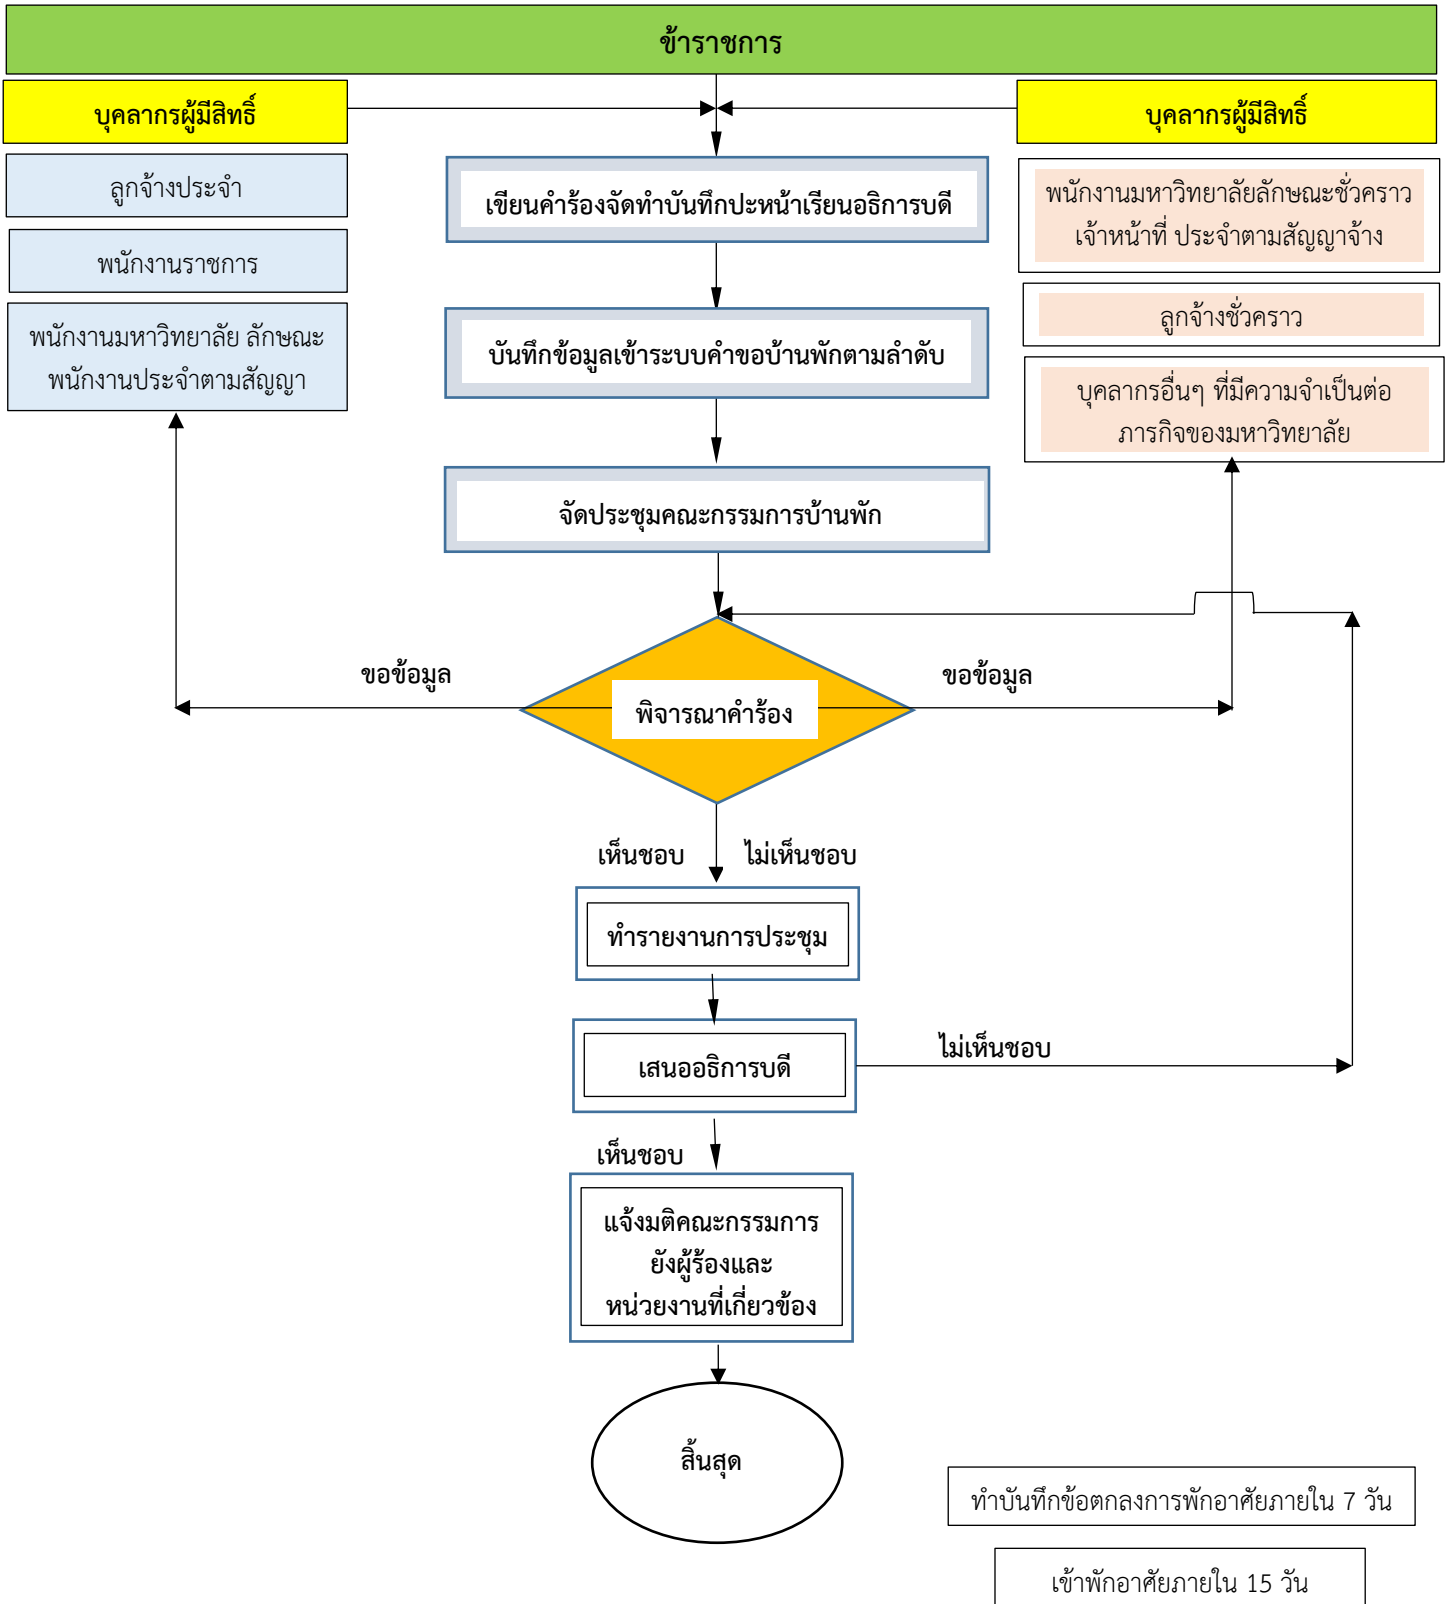 ข้าราชการ
บุคลากรผู้มีสิทธิ์
บุคลากรผู้มีสิทธิ์
ลูกจ้างประจำ
พนักงานราชการ
พนักงานมหาวิทยาลัย ลักษณะ
พนักงานประจำตามสัญญา
เขียนคำร้องจัดทำบันทึกปะหน้าเรียนอธิการบดี
บันทึกข้อมูลเข้าระบบคำขอบ้านพักตามลำดับ
จัดประชุมคณะกรรมการบ้านพัก
พนักงานมหาวิทยาลัยลักษณะชั่วคราว
เจ้าหน้าที่ ประจำตามสัญญาจ้าง
ลูกจ้างชั่วคราว
บุคลากรอื่นๆ ที่มีความจำเป็นต่อ
ภารกิจของมหาวิทยาลัย
ขอข้อมูล
พิจารณาคำร้อง
ขอข้อมูล
เห็นชอบ
ไม่เห็นชอบ
ทำรายงานการประชุม
เสนออธิการบดี
ไม่เห็นชอบ
เห็นชอบ
แจ้งมติคณะกรรมการ
ยังผู้ร้องและ
หน่วยงานที่เกี่ยวข้อง
สิ้นสุด
ทำบันทึกข้อตกลงการพักอาศัยภายใน 7 วัน
เข้าพักอาศัยภายใน 15 วัน